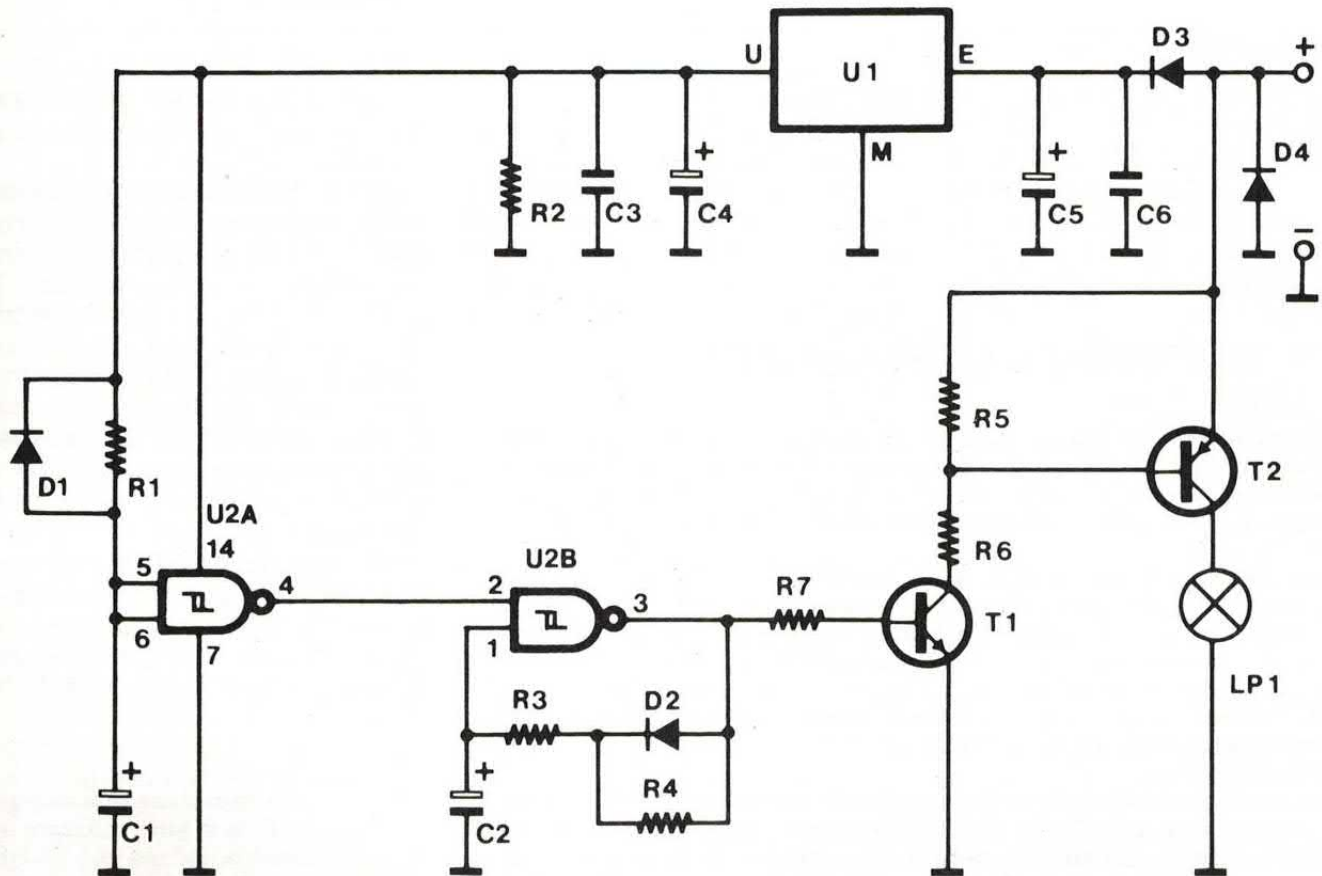 U
U1
E
D3
+
M
+
+
D4
R2
C3
C4
C5
C6
−
R5
D1
R1
T2
U2A
14
5
4
U2B
R6
2
3
R7
6
7
1
T1
LP1
R3
D2
+
+
R4
C1
C2